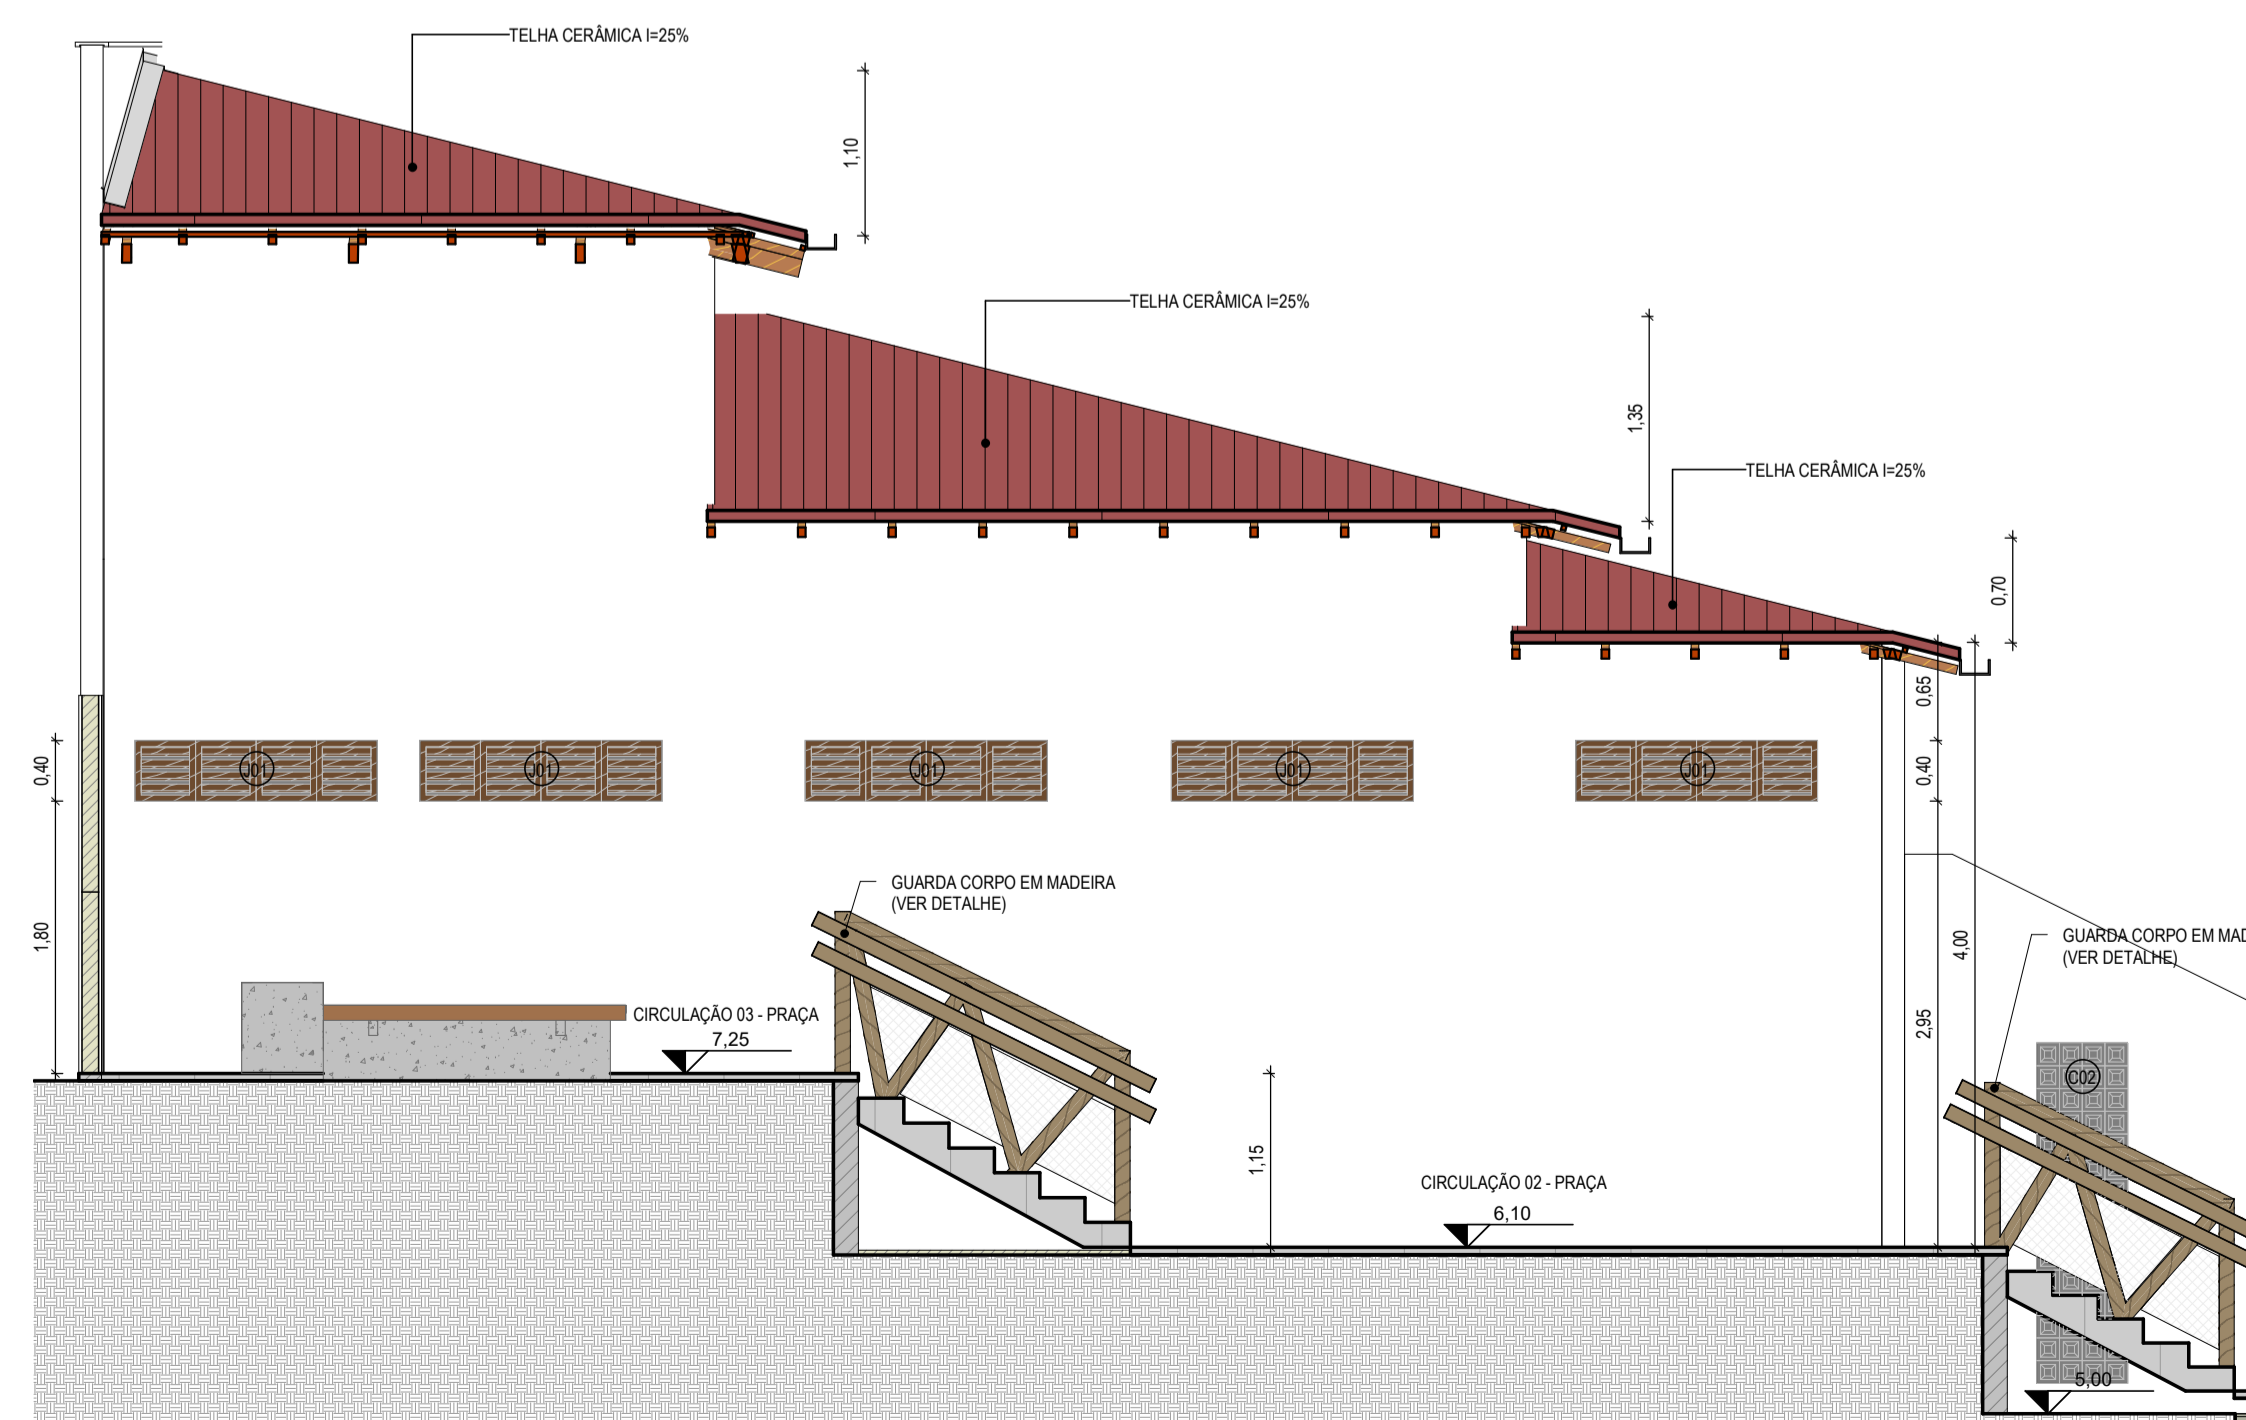 TELHA CERÂMICA I=25%
1,10
TELHA CERÂMICA I=25%
1,35
TELHA CERÂMICA I=25%
0,70
0,65
0,40
J01
J01
J01
J01
J01
0,40
GUARDA CORPO EM MADEIRA
(VER DETALHE)
1,80
4,00
GUARDA CORPO EM MAD
(VER DETALHE)
CIRCULAÇÃO 03 - PRAÇA
7,25
2,95
C02
1,15
CIRCULAÇÃO 02 - PRAÇA
6,10
5,00